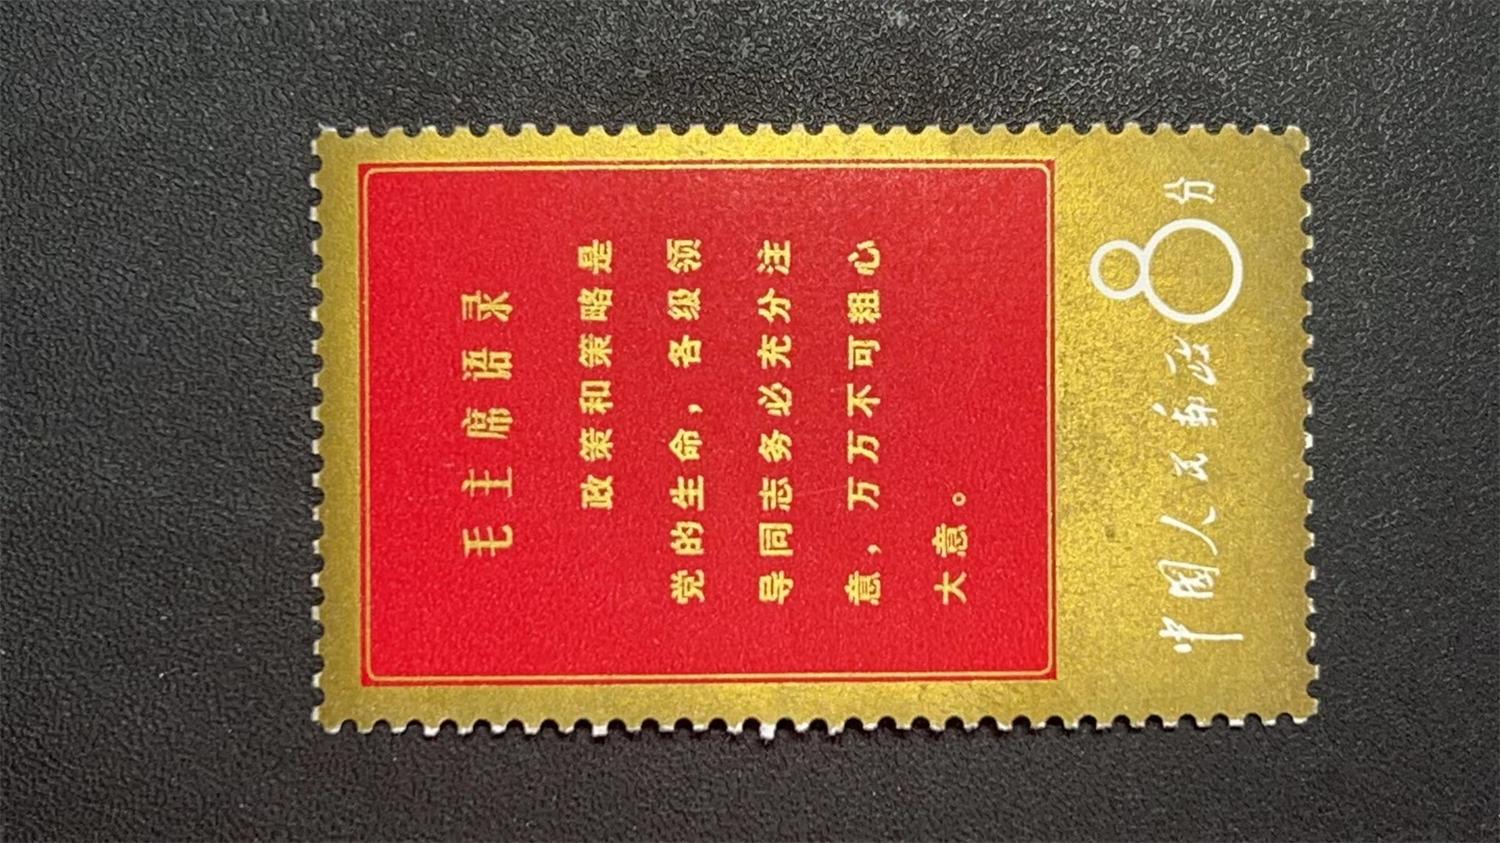 毛主席语录
政策和策略是
党的生命，各级领
导同志务必充分注
意，万万不可粗心
大意。
中国人民邮政
8分